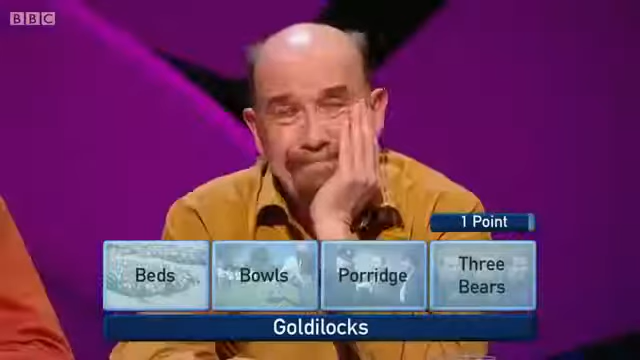 BBC
1 Point
Beds
Bowls
Porridge
Three
Bears
Goldilocks